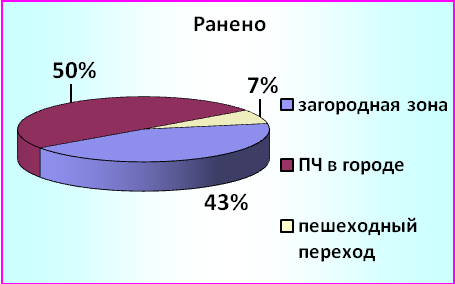 Ранено
50%
7%
43%
загородная зона
ПЧ в городе
пешеходный
переход